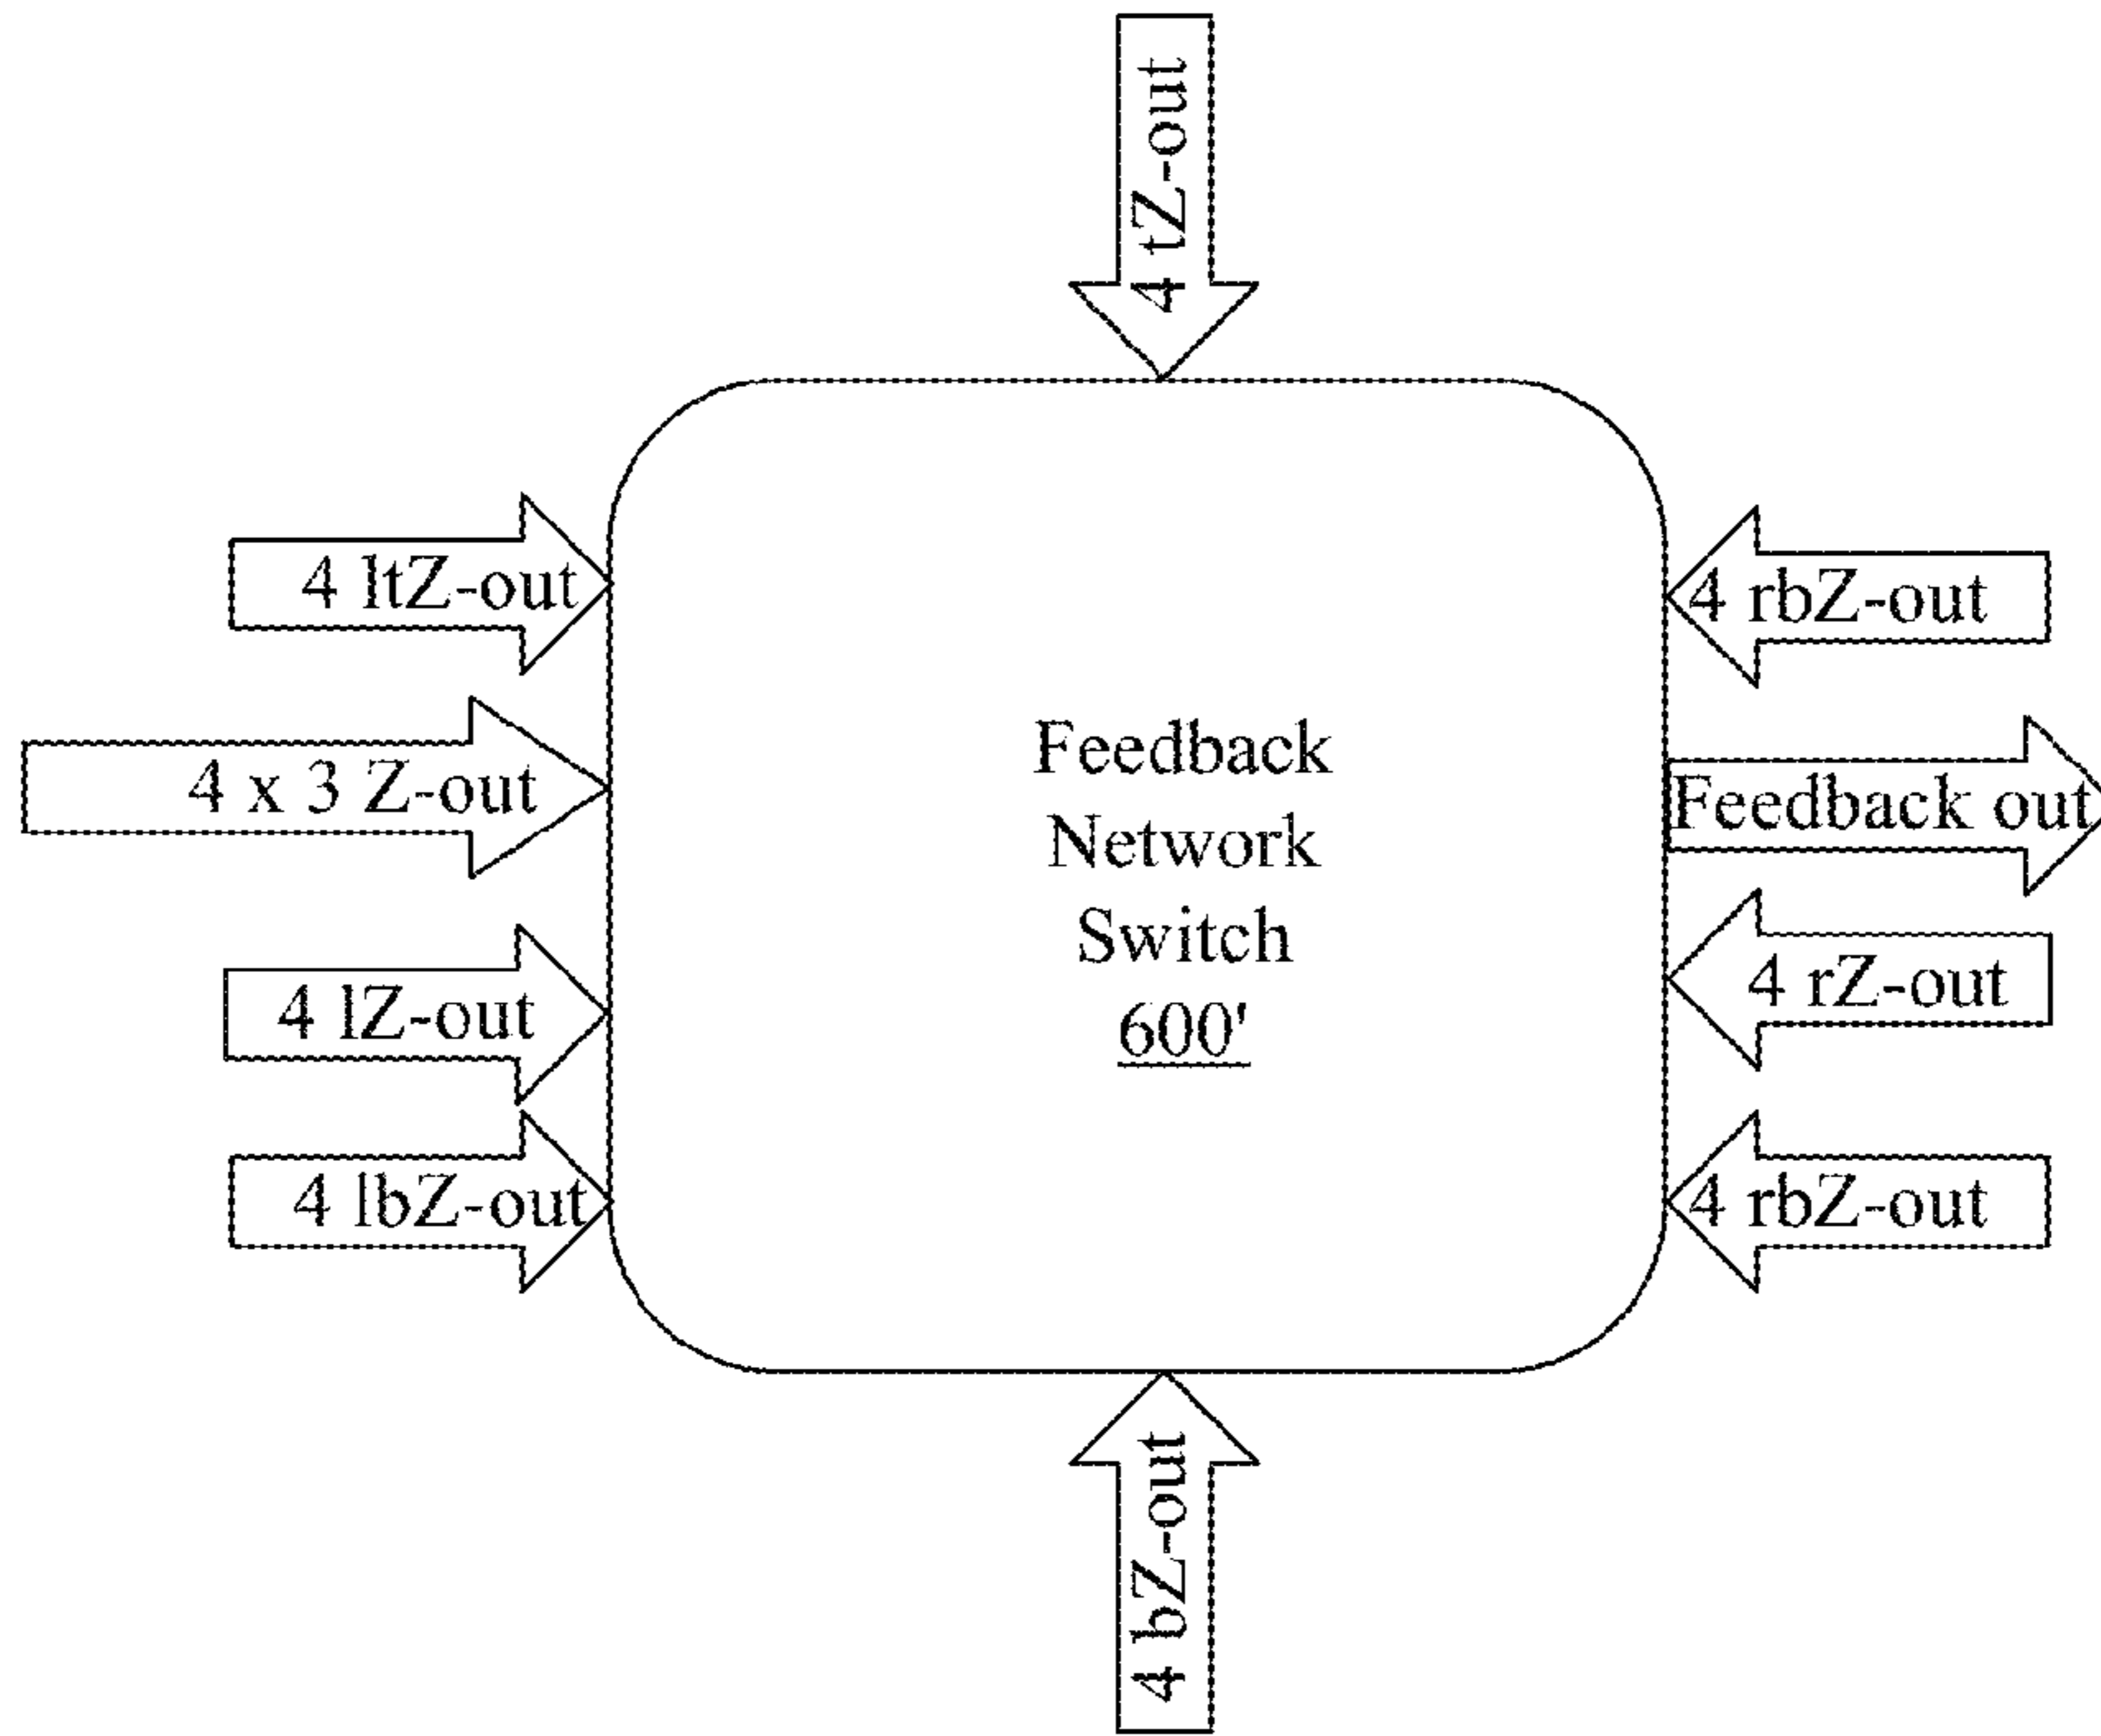 4 tZ-out
4 ltZ-out
4 rbZ-out
4 x 3 Z-out
Feedback
Network
Switch
600'
Feedback out
4 lZ-out
4 rZ-out
4 lbZ-out
4 rbZ-out
4 bZ-out